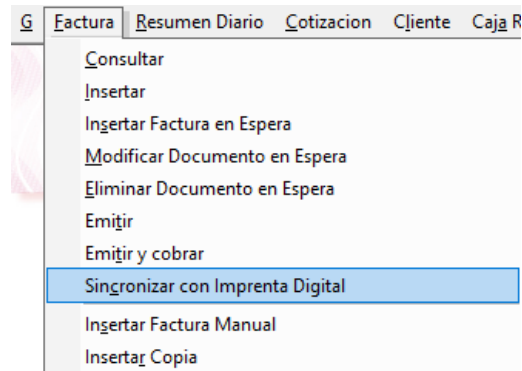 G Factura Resumen Diario Cotizacion Cliente Caja R
Consultar
Insertar
Insertar Factura en Espera
Modificar Documento en Espera
Eliminar Documento en Espera
Emitir
Emitir y cobrar
Sincronizar con Imprenta Digital
Insertar Factura Manual
Insertar Copia